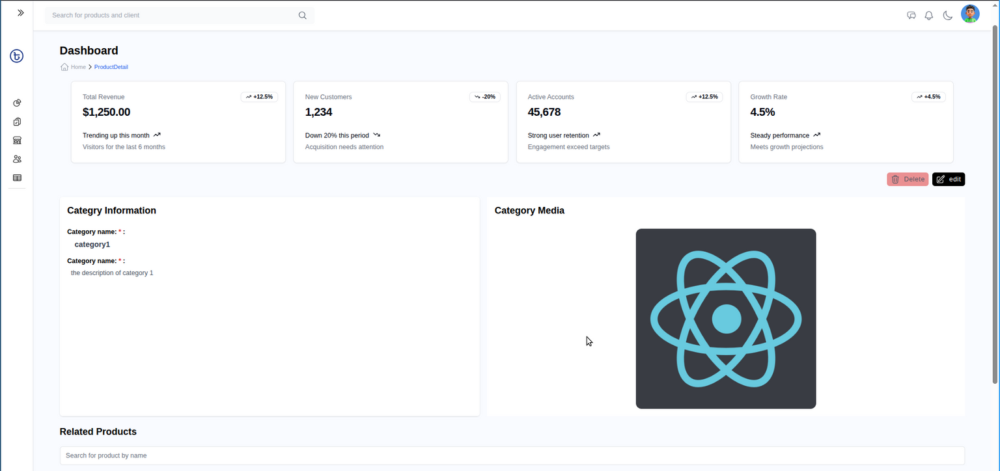 Search for products and client
Dashboard
Home ProductDetail
Total Revenue
+12.5%
$1,250.00
Trending up this month
Visitors for the last 6 months
New Customers
-20%
1,234
Down 20% this period
Acquisition needs attention
Active Accounts
+12.5%
45,678
Strong user retention
Engagement exceed targets
Growth Rate
+4.5%
4.5%
Steady performance
Meets growth projections
Delete
edit
Categry Information
Category name: * :
category1
Category name: * :
the description of category 1
Category Media
Related Products
Search for product by name